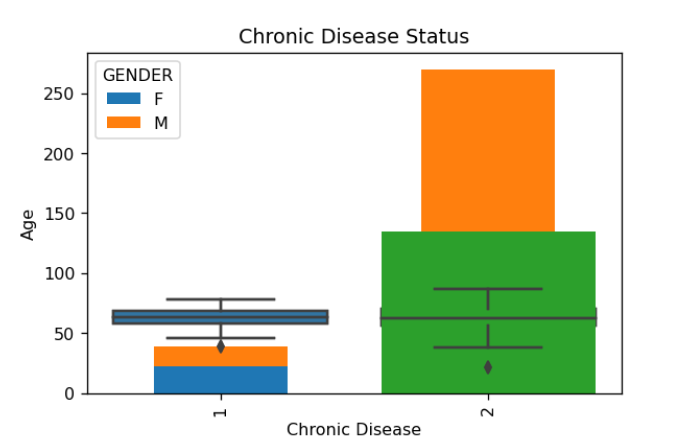 Chronic Disease Status
GENDER
F
M
250
200
150
100
50
0
Age
1
2
Chronic Disease